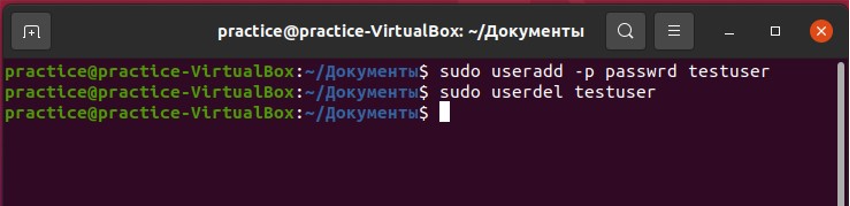 practice@practice-VirtualBox: ~/Документы
practice@practice-VirtualBox:~/Документы$ sudo useradd -p passwrd testuser
practice@practice-VirtualBox:~/Документы$ sudo userdel testuser
practice@practice-VirtualBox:~/Документы$